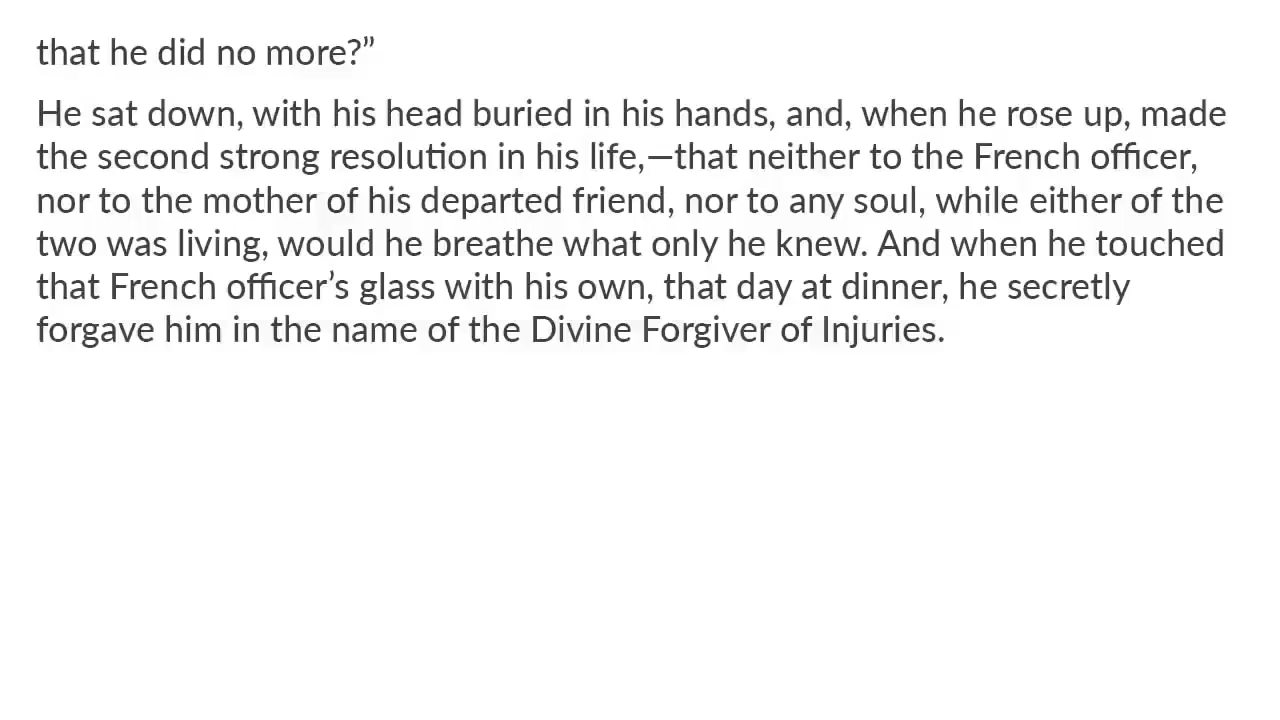 that he did no more?”
He sat down, with his head buried in his hands, and, when he rose up, made
the second strong resolution in his life,—that neither to the French officer,
nor to the mother of his departed friend, nor to any soul, while either of the
two was living, would he breathe what only he knew. And when he touched
that French officer’s glass with his own, that day at dinner, he secretly
forgave him in the name of the Divine Forgiver of Injuries.